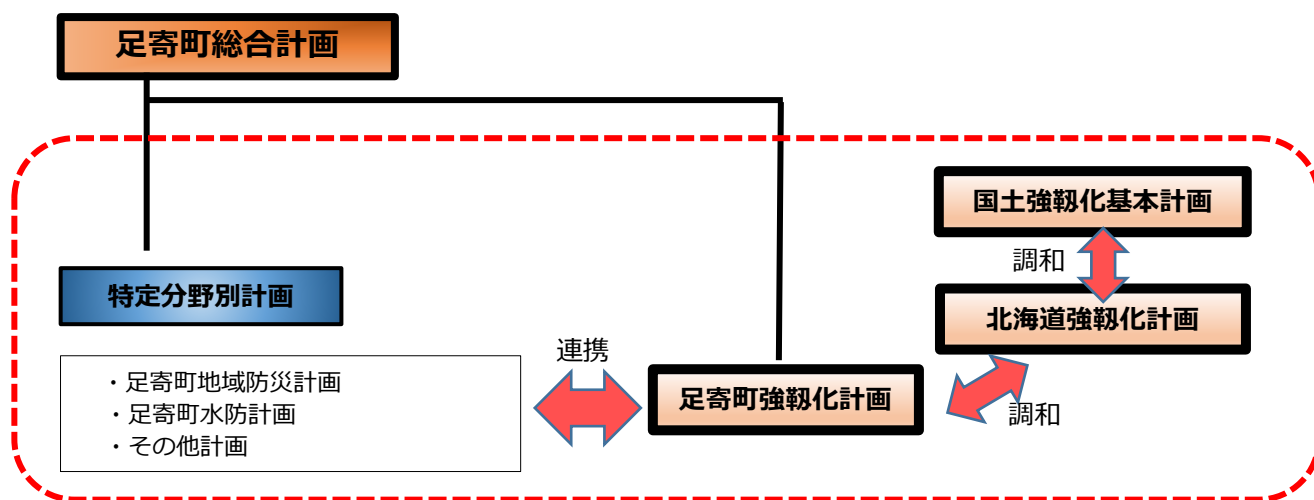 足寄町総合計画
国土強靱化基本計画
調和
特定分野別計画
北海道強靱化計画
連携
・足寄町地域防災計画
・足寄町水防計画
・その他計画
足寄町強靱化計画
調和